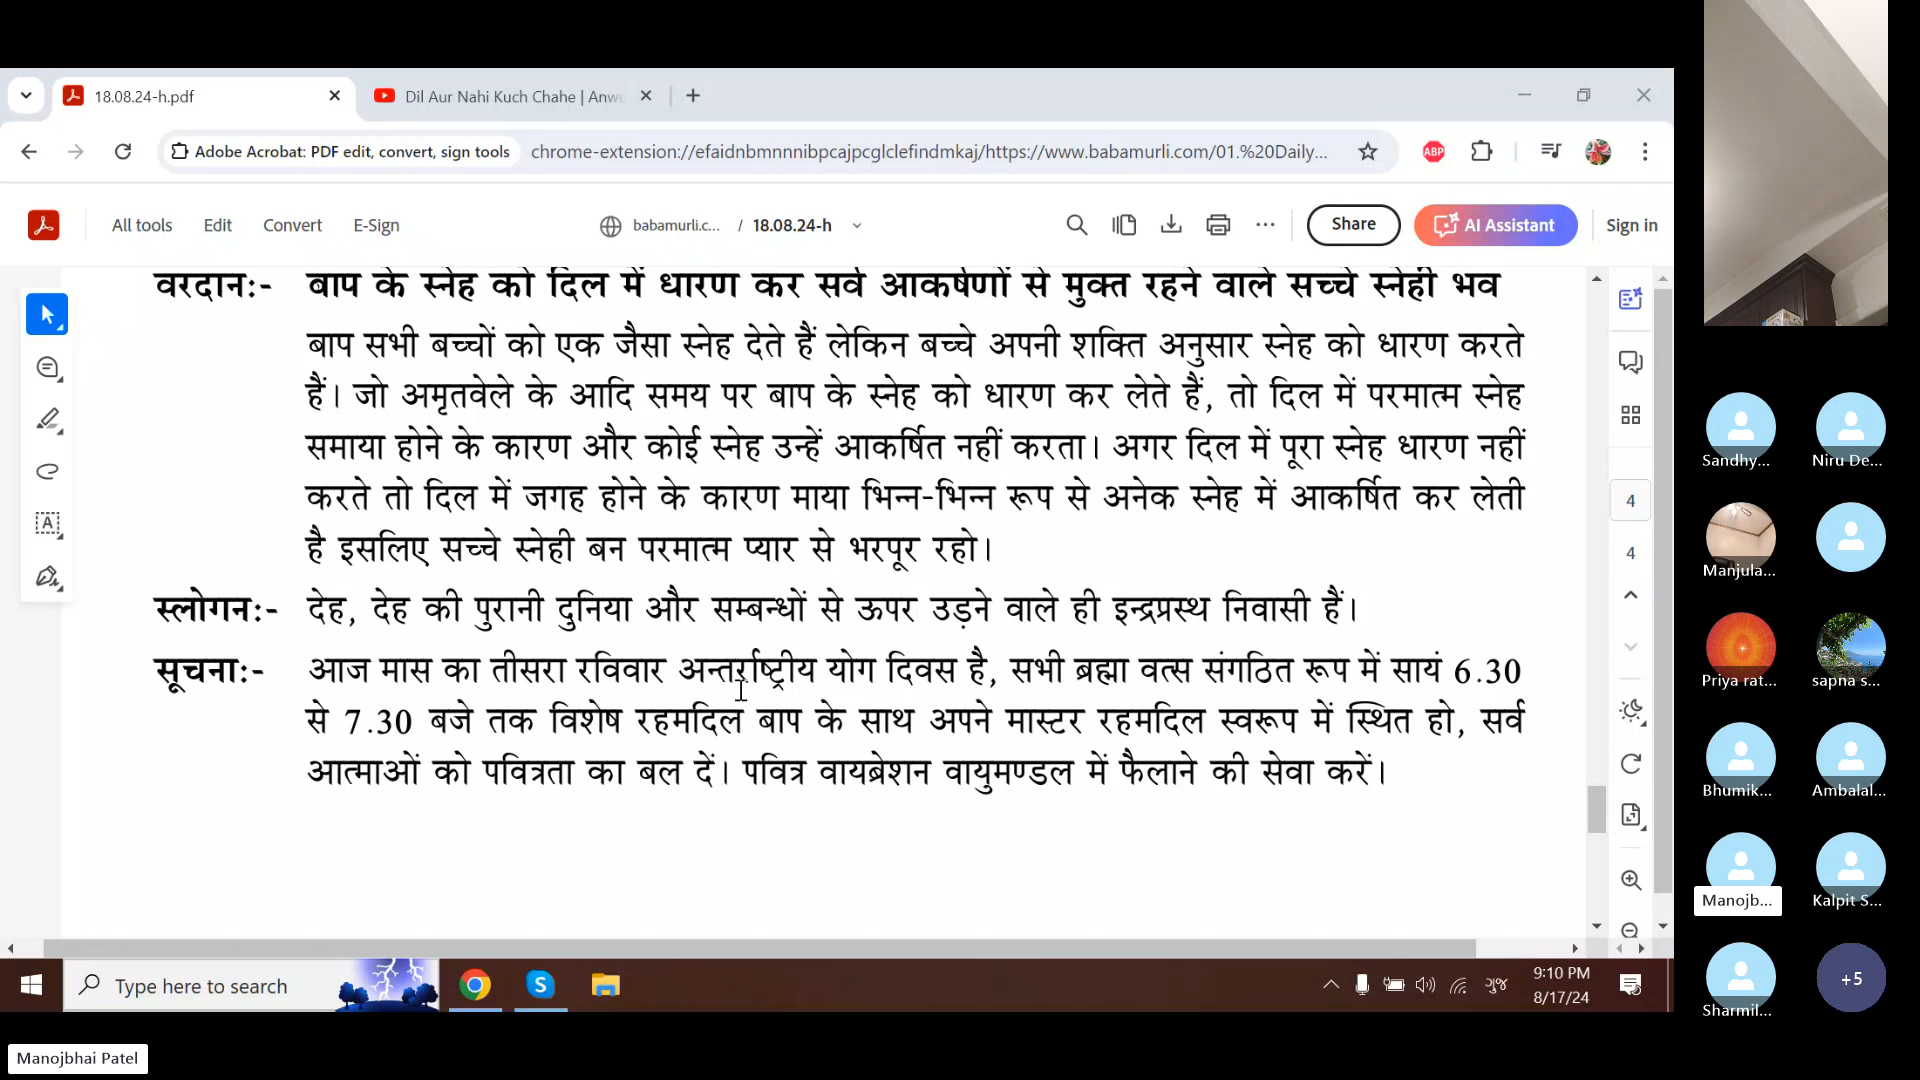 18.08.24-h.pdf
Dil Aur Nahi Kuch Chahe | Anw
Adobe Acrobat: PDF edit, convert, sign tools
chrome-extension://efaidnbmnnnibpcajpcglclefindmkaj/https://www.babamurli.com/01.%20Daily...
ABP
All tools
Edit
Convert
E-Sign
babamurli.c... / 18.08.24-h
Share
AI Assistant
Sign in
वरदान:- बाप के स्नेह को दिल में धारण कर सर्व आकर्षणों से मुक्त रहने वाले सच्चे स्नेही भव
बाप सभी बच्चों को एक जैसा स्नेह देते हैं लेकिन बच्चे अपनी शक्ति अनुसार स्नेह को धारण करते
हैं। जो अमृतवेले के आदि समय पर बाप के स्नेह को धारण कर लेते हैं, तो दिल में परमात्म स्नेह
समाया होने के कारण और कोई स्नेह उन्हें आकर्षित नहीं करता। अगर दिल में पूरा स्नेह धारण नहीं
करते तो दिल में जगह होने के कारण माया भिन्न-भिन्न रूप से अनेक स्नेह में आकर्षित कर लेती
है इसलिए सच्चे स्नेही बन परमात्म प्यार से भरपूर रहो।
स्लोगन:- देह, देह की पुरानी दुनिया और सम्बन्धों से ऊपर उड़ने वाले ही इन्द्रप्रस्थ निवासी हैं।
सूचना:- आज मास का तीसरा रविवार अन्तर्राष्ट्रीय योग दिवस है, सभी ब्रह्मा वत्स संगठित रूप में सायं 6.30
से 7.30 बजे तक विशेष रहमदिल बाप के साथ अपने मास्टर रहमदिल स्वरूप में स्थित हो, सर्व
आत्माओं को पवित्रता का बल दें। पवित्र वायब्रेशन वायुमण्डल में फैलाने की सेवा करें।
4
4
Type here to search
ગુજ
9:10 PM
8/17/24
Sandhy...
Niru De...
Manjula...
Priya rat...
sapna s...
Bhumik...
Ambalal...
Manojb...
Kalpit S...
Sharmil...
+5
Manojbhai Patel